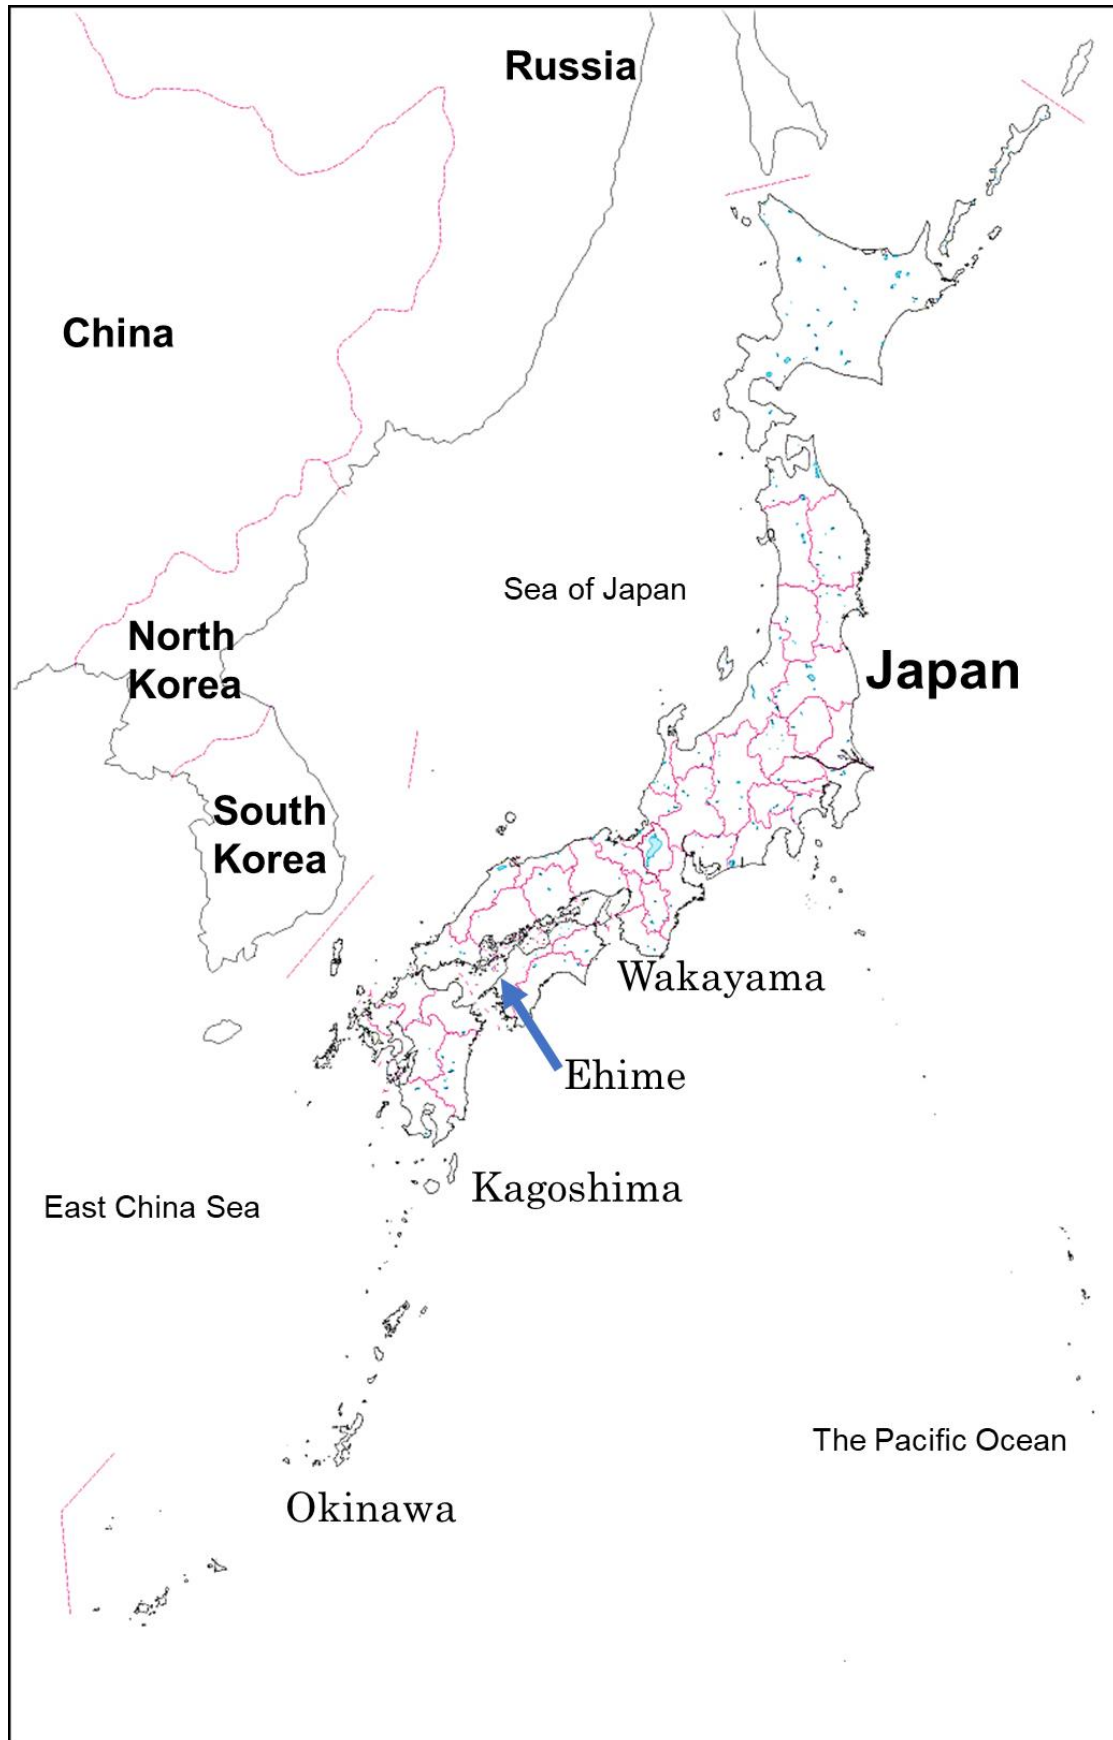 Russia
China
Sea of Japan
North
Korea
Japan
South
Korea
Wakayama
Ehime
Kagoshima
East China Sea
The Pacific Ocean
Okinawa